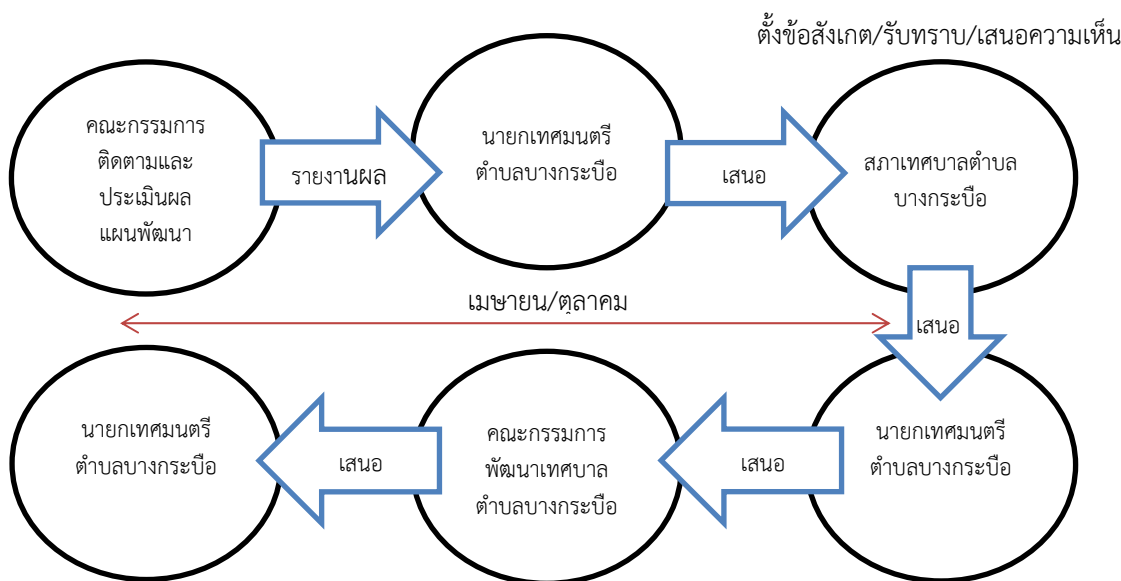 ตั้งข้อสังเกต/รับทราบ/เสนอความเห็น
คณะกรรมการ
ติดตามและ
ประเมินผล
แผนพัฒนา
รายงานผล
นายกเทศมนตรี
ตำบลบางกระบือ
เสนอ
สภาเทศบาลตำบล
บางกระบือ
เมษายน/ตุลาคม
เสนอ
นายกเทศมนตรี
ตำบลบางกระบือ
เสนอ
คณะกรรมการ
พัฒนาเทศบาล
ตำบลบางกระบือ
เสนอ
นายกเทศมนตรี
ตำบลบางกระบือ